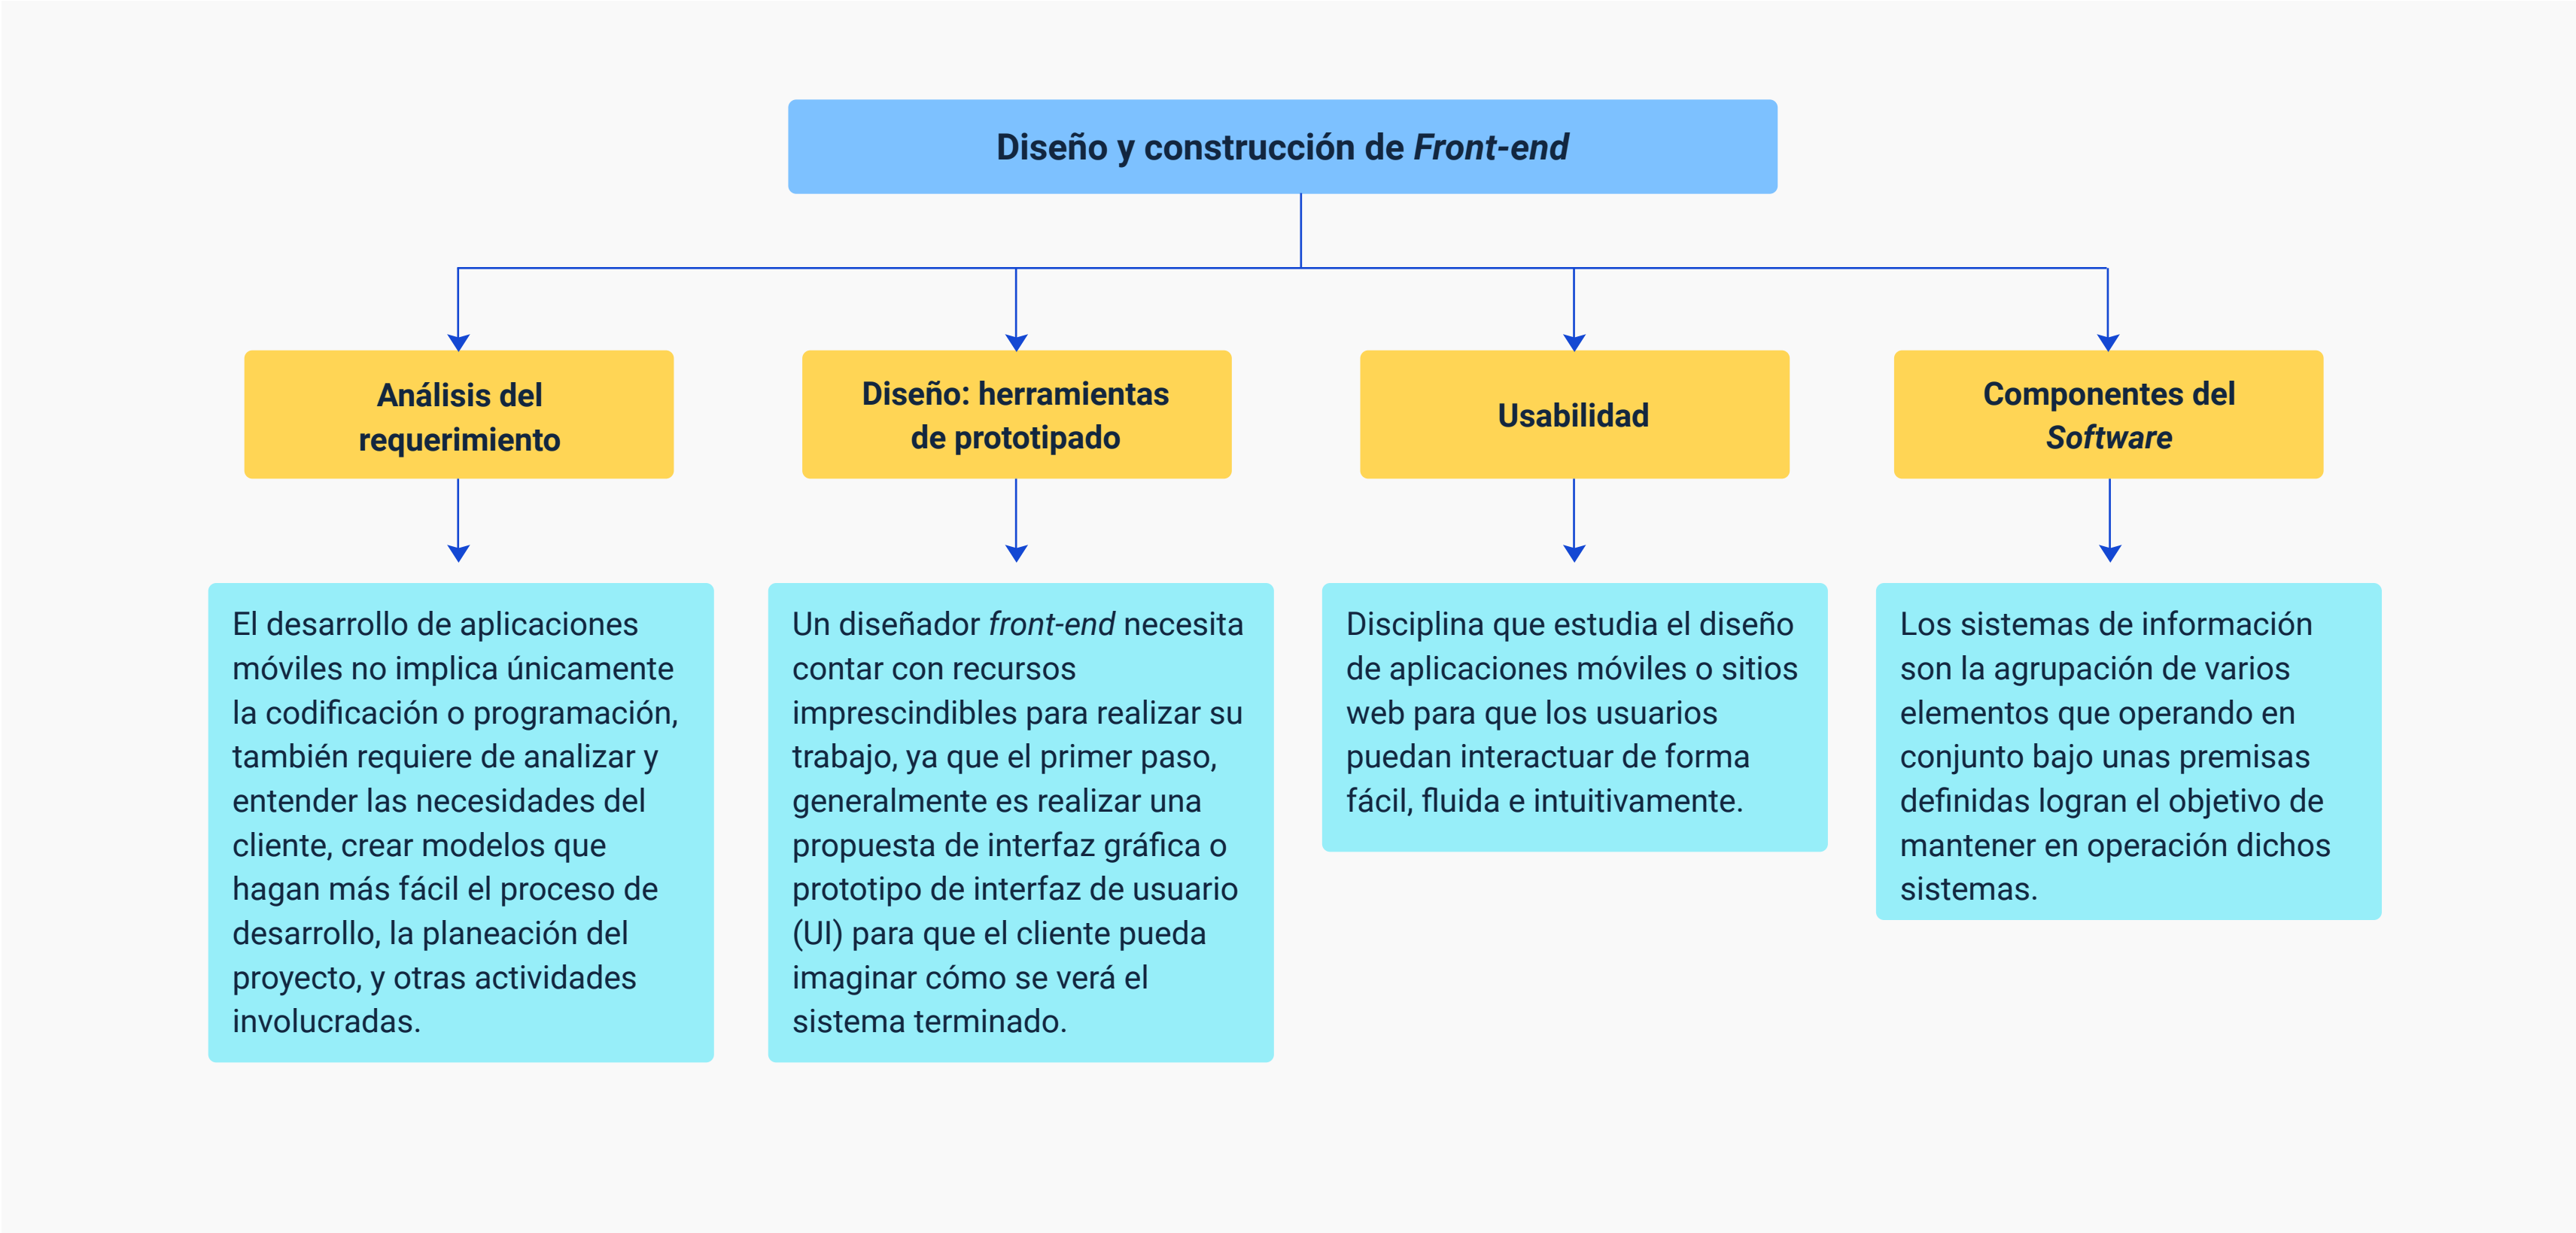 Diseño y construcción de Front-end
Análisis del
requerimiento
Diseño: herramientas
de prototipado
Usabilidad
Componentes del
Software
El desarrollo de aplicaciones
móviles no implica únicamente
la codificación o programación,
también requiere de analizar y
entender las necesidades del
cliente, crear modelos que
hagan más fácil el proceso de
desarrollo, la planeación del
proyecto, y otras actividades
involucradas.
Un diseñador front-end necesita
contar con recursos
imprescindibles para realizar su
trabajo, ya que el primer paso,
generalmente es realizar una
propuesta de interfaz gráfica o
prototipo de interfaz de usuario
(UI) para que el cliente pueda
imaginar cómo se verá el
sistema terminado.
Disciplina que estudia el diseño
de aplicaciones móviles o sitios
web para que los usuarios
puedan interactuar de forma
fácil, fluida e intuitivamente.
Los sistemas de información
son la agrupación de varios
elementos que operando en
conjunto bajo unas premisas
definidas logran el objetivo de
mantener en operación dichos
sistemas.